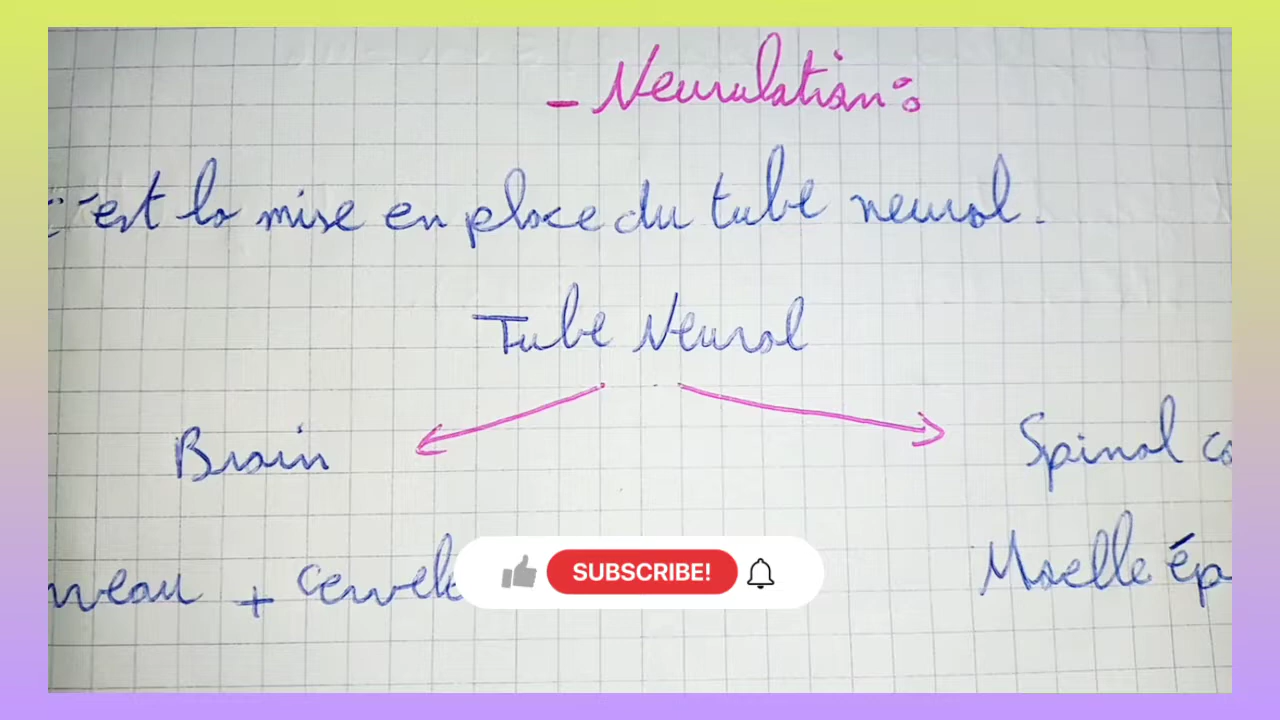 - Neurulation :
C'est la mise en place du tube neural.
Tube Neural
Brain
Spinal
+
Moelle
SUBSCRIBE!